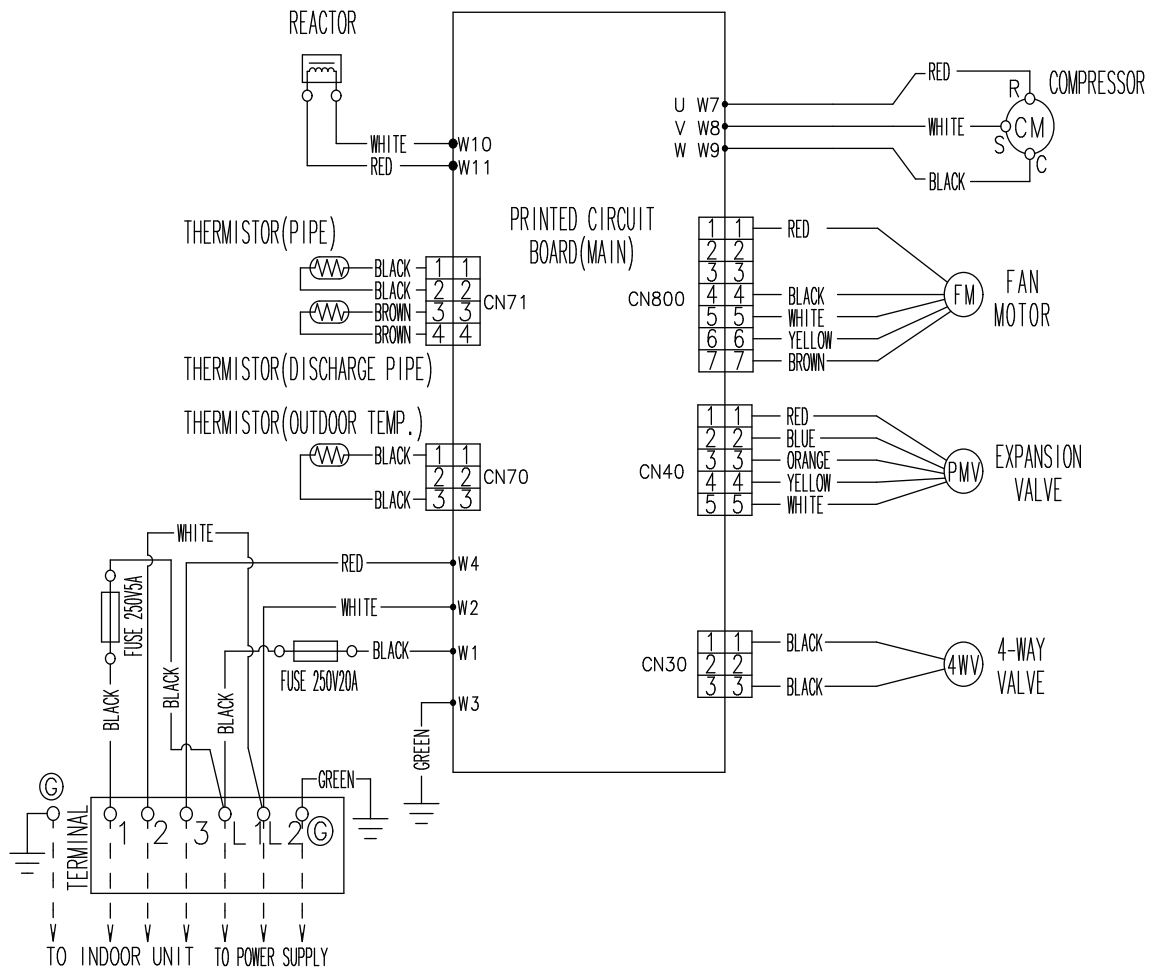 REACTOR
RED
COMPRESSOR
R
U W7
V W8
WHITE
S
CM
WHITE
W10
W W9
C
RED
W11
BLACK
THERMISTOR(PIPE)
PRINTED CIRCUIT
BOARD(MAIN)
1 1
RED
2 2
3 3
BLACK
1 1
BLACK
2 2
CN71
BROWN
3 3
BROWN
4 4
CN800
4 4
BLACK
5 5
WHITE
6 6
YELLOW
7 7
BROWN
FM
FAN
MOTOR
THERMISTOR(DISCHARGE PIPE)
THERMISTOR(OUTDOOR TEMP.)
BLACK
1 1
2 2
CN70
BLACK
3 3
1 1
RED
2 2
BLUE
CN40
3 3
ORANGE
4 4
YELLOW
5 5
WHITE
PMV
EXPANSION
VALVE
WHITE
RED
W4
FUSE 250V5A
WHITE
W2
BLACK
W1
FUSE 250V20A
W3
CN30
1 1
BLACK
2 2
3 3
BLACK
4WV
4-WAY
VALVE
BLACK
BLACK
BLACK
GREEN
GREEN
G
TERMINAL
1
2
3
L1
L2
G
TO INDOOR UNIT
TO POWER SUPPLY